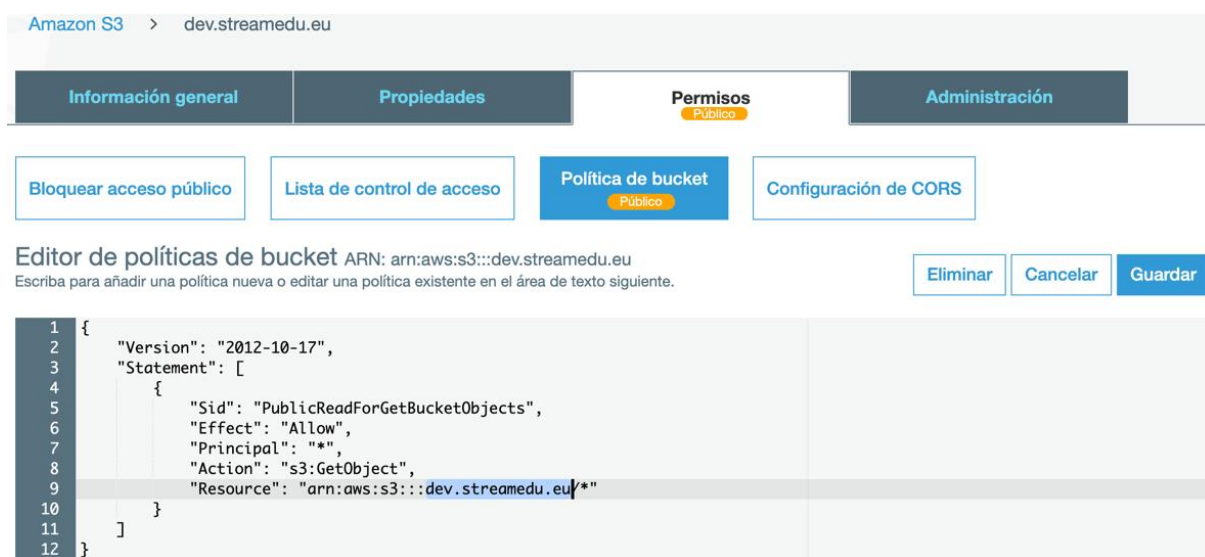 Amazon S3 > dev.streamedu.eu
Información general Propiedades Permisos Administración
Público
Bloquear acceso público Lista de control de acceso Política de bucket Configuración de CORS
Público
Editor de políticas de bucket ARN: arn:aws:s3:::dev.streamedu.eu
Escriba para añadir una política nueva o editar una política existente en el área de texto siguiente.
Eliminar Cancelar Guardar
1 {
2 "Version": "2012-10-17",
3 "Statement": [
4 {
5 "Sid": "PublicReadForGetBucketObjects",
6 "Effect": "Allow",
7 "Principal": "*",
8 "Action": "s3:GetObject",
9 "Resource": "arn:aws:s3:::dev.streamedu.eu/*"
10 }
11 ]
12 }